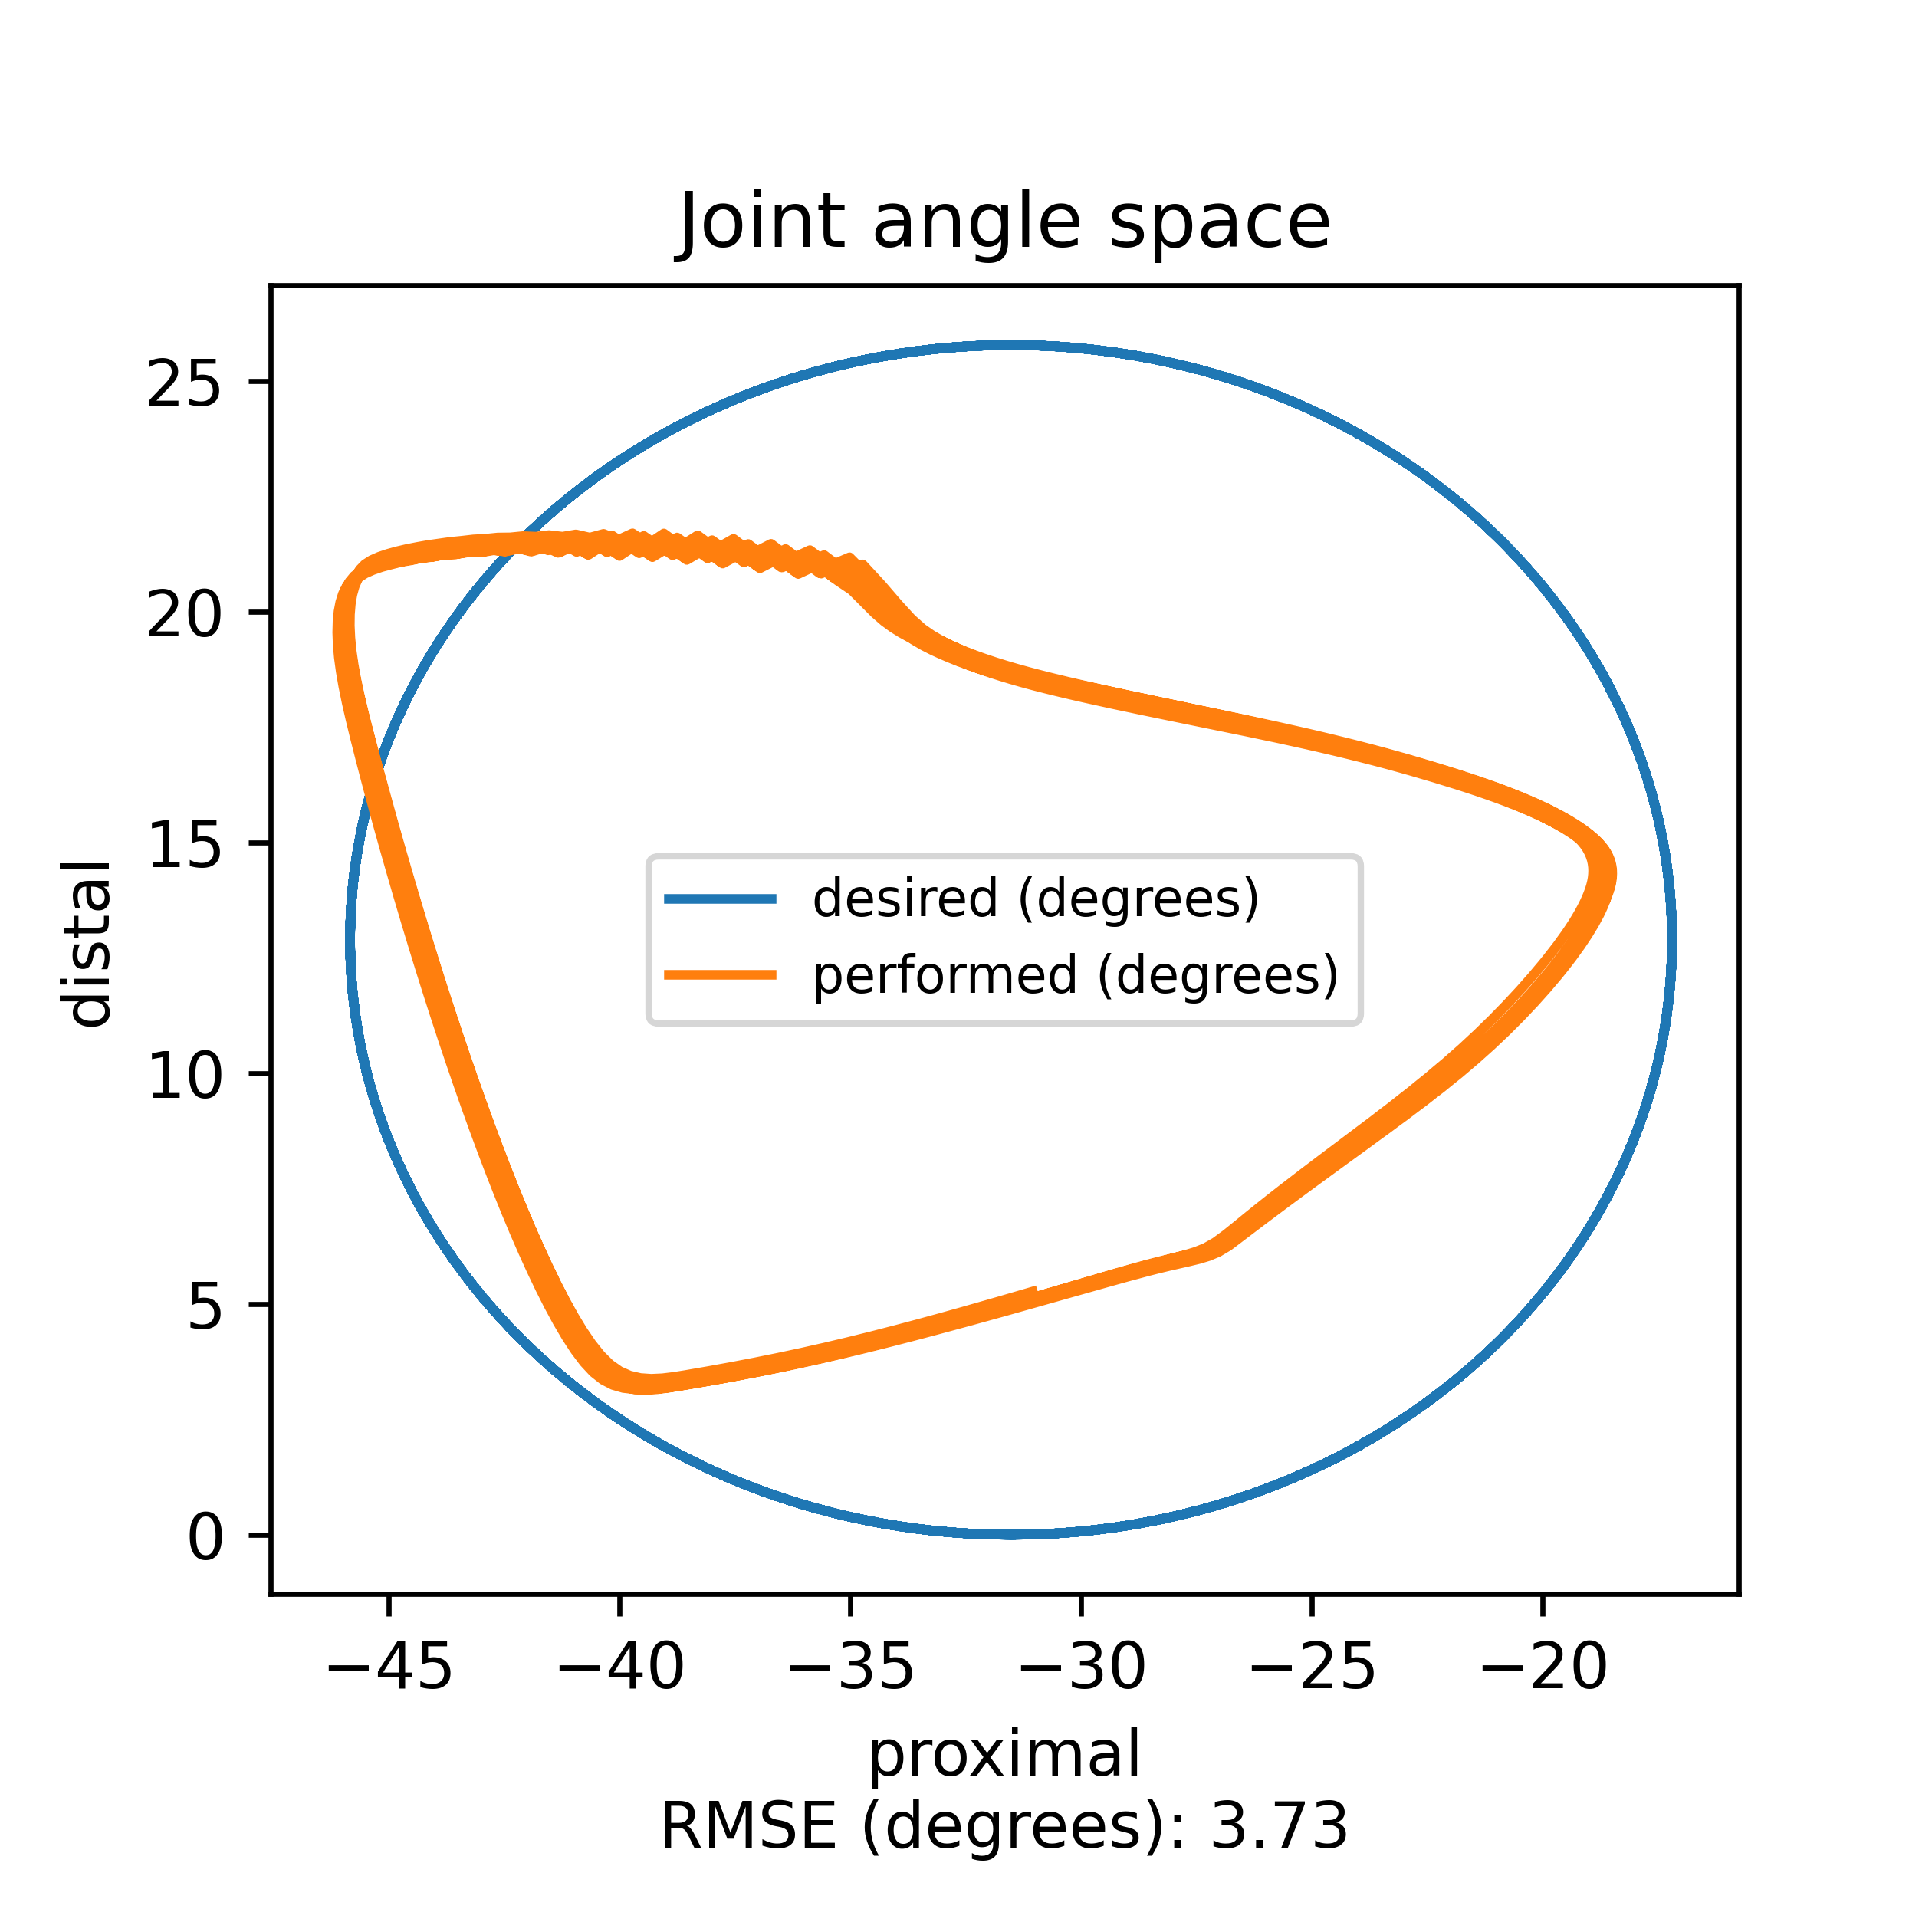 Joint angle space
25
20
15
10
5
0
distal
desired (degrees)
performed (degrees)
−45 −40 −35 −30 −25 −20
proximal
RMSE (degrees): 3.73